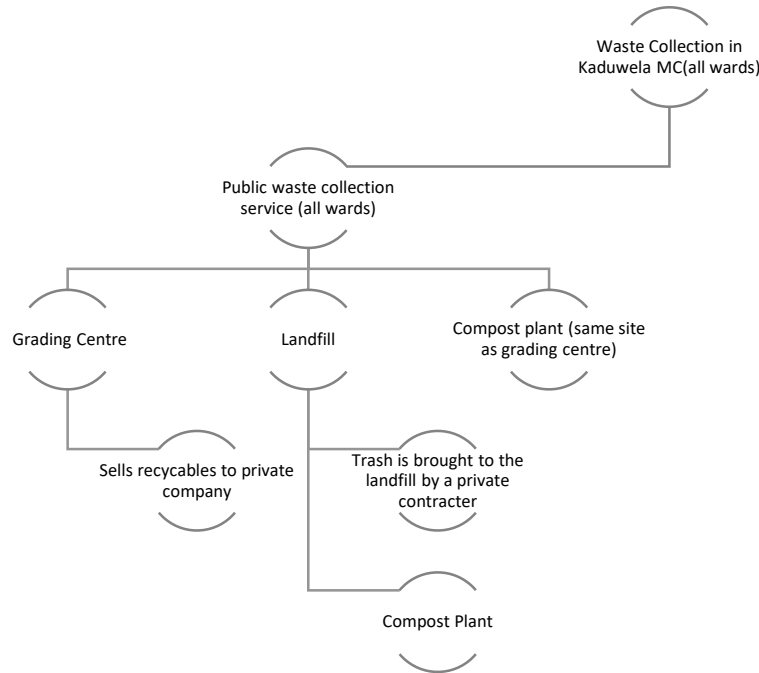 Waste Collection in
Kaduwela MC(all wards)
Public waste collection
service (all wards)
Grading Centre
Landfill
Compost plant (same site
as grading centre)
Sells recycables to private
company
Trash is brought to the
landfill by a private
contracter
Compost Plant